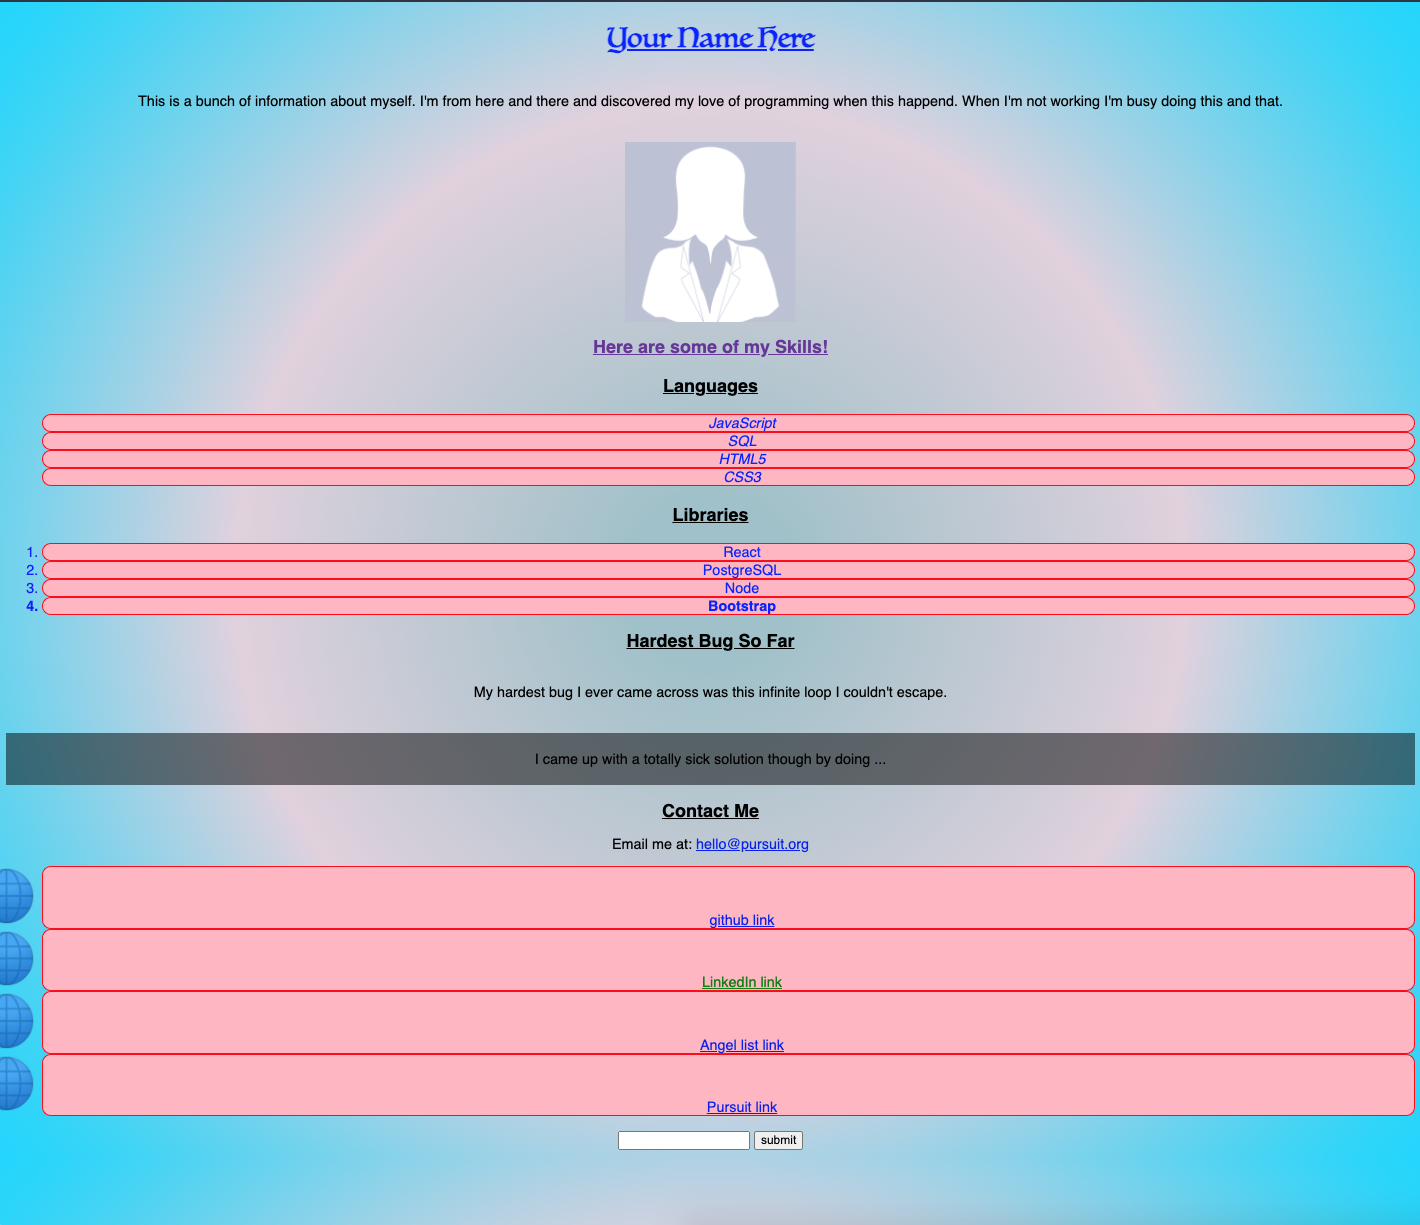 Your Name Here
This is a bunch of information about myself. I'm from here and there and discovered my love of programming when this happend. When I'm not working I'm busy doing this and that.
Here are some of my Skills!
Languages
JavaScript
SQL
HTML5
CSS3
Libraries
1. React
2. PostgreSQL
3. Node
4. Bootstrap
Hardest Bug So Far
My hardest bug I ever came across was this infinite loop I couldn't escape.
I came up with a totally sick solution though by doing ...
Contact Me
Email me at: hello@pursuit.org
github link
LinkedIn link
Angel list link
Pursuit link
submit